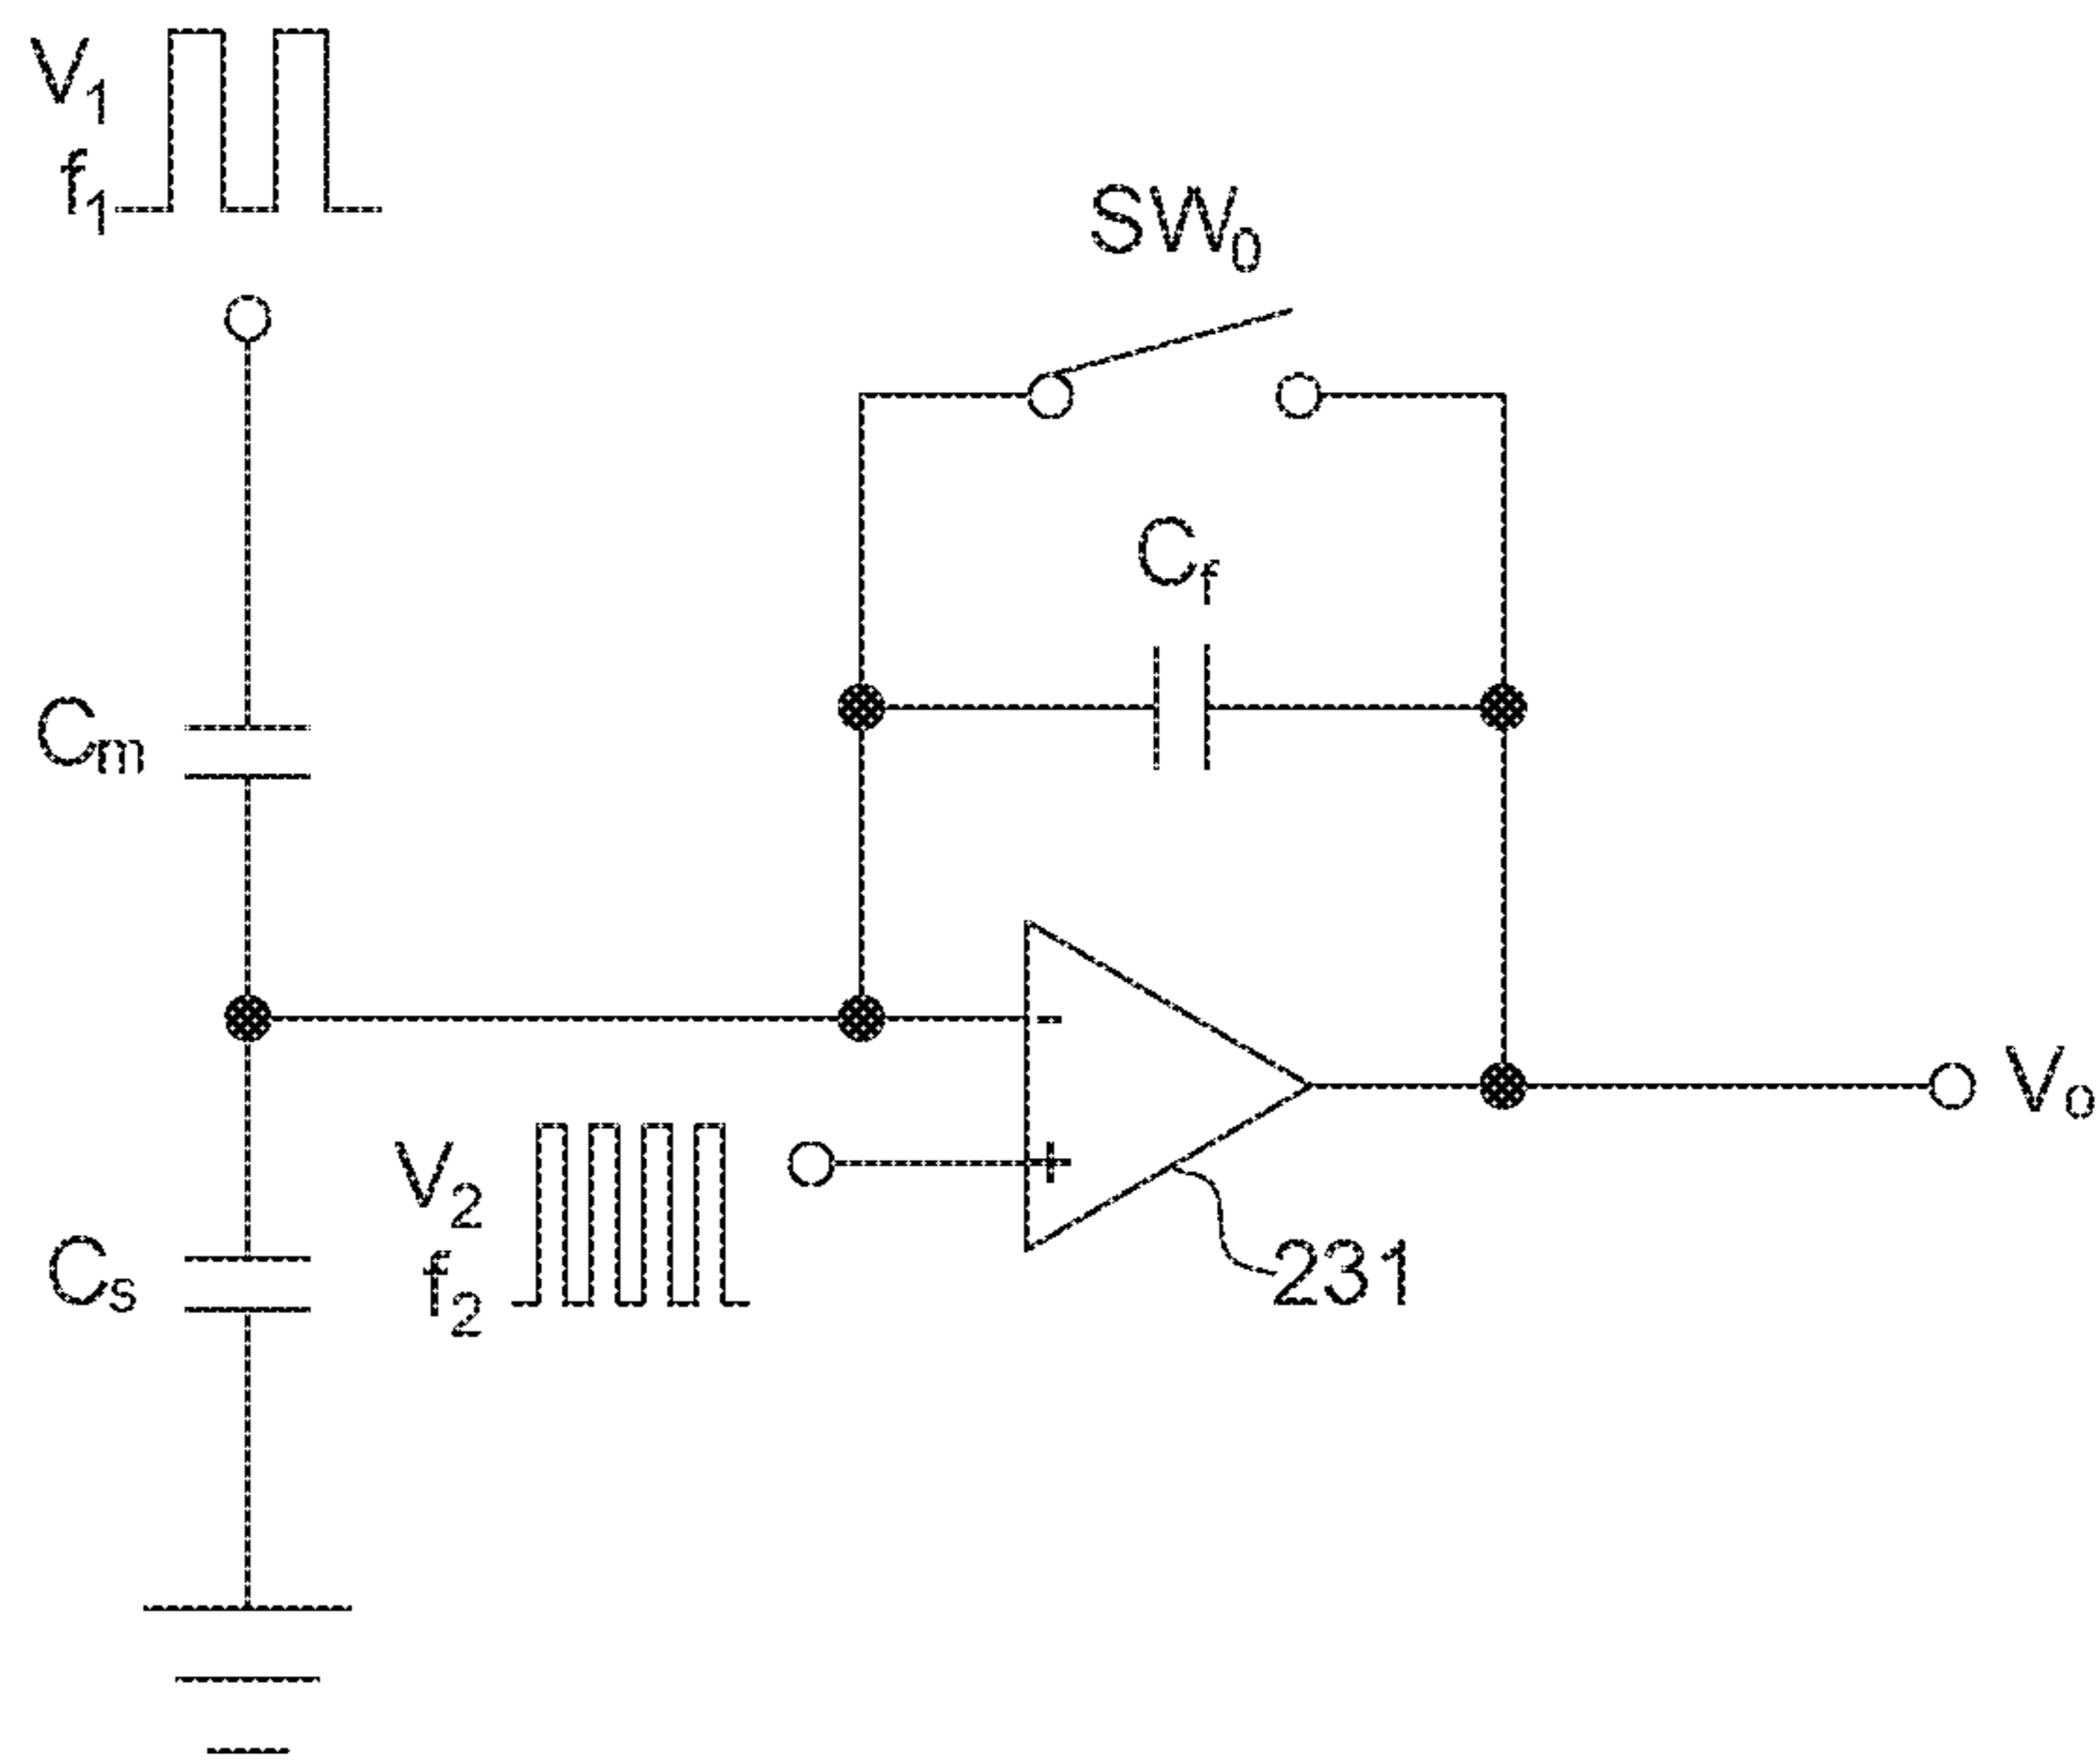 V₁
f₁
SW₀
Cf
Cm
-
V₂
f₂
+
Vo
Cs
231